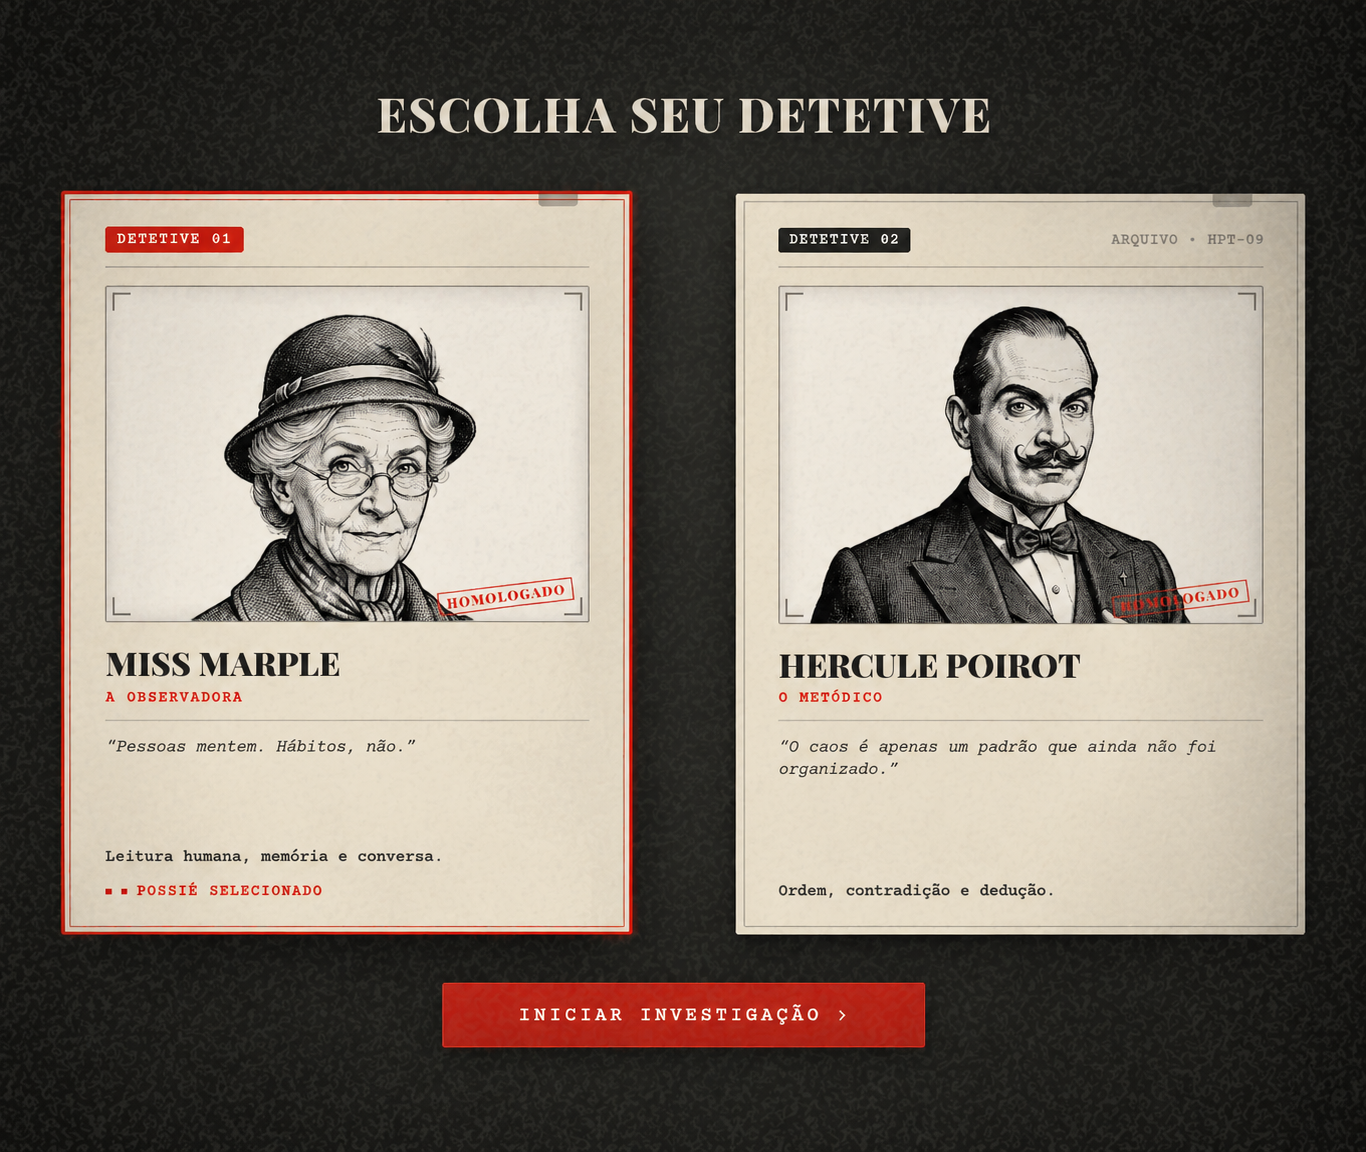 ESCOLHA SEU DETETIVE
DETETIVE 01
HOMOLOGADO
MISS MARPLE
A OBSERVADORA
“Pessoas mentem. Hábitos, não.”
Leitura humana, memória e conversa.
POSSIÉ SELECIONADO
DETETIVE 02
ARQUIVO • HPT-09
HOMOLOGADO
HERCULE POIROT
O METÓDICO
“O caos é apenas um padrão que ainda não foi
organizado.”
Ordem, contradição e dedução.
INICIAR INVESTIGAÇÃO ›